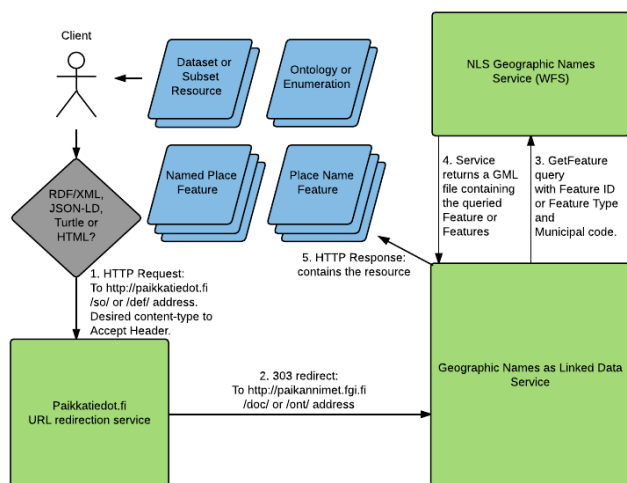 Client
Dataset or
Subset
Resource
Ontology or
Enumeration
NLS Geographic Names
Service (WFS)
Named Place
Feature
Place Name
Feature
RDF/XML,
JSON-LD,
Turtle or
HTML?
4. Service
returns a GML
file containing
the queried
Feature or
Features
3. GetFeature
query
with Feature ID
or Feature Type
and
Municipal code.
5. HTTP Response:
contains the resource
1. HTTP Request:
To http://paikkatiedot.fi
/so/ or /def/ address.
Desired content-type to
Accept Header.
2. 303 redirect:
To http://paikannimet.fgi.fi
/doc/ or /ont/ address
Paikkatiedot.fi
URL redirection service
Geographic Names as Linked Data
Service